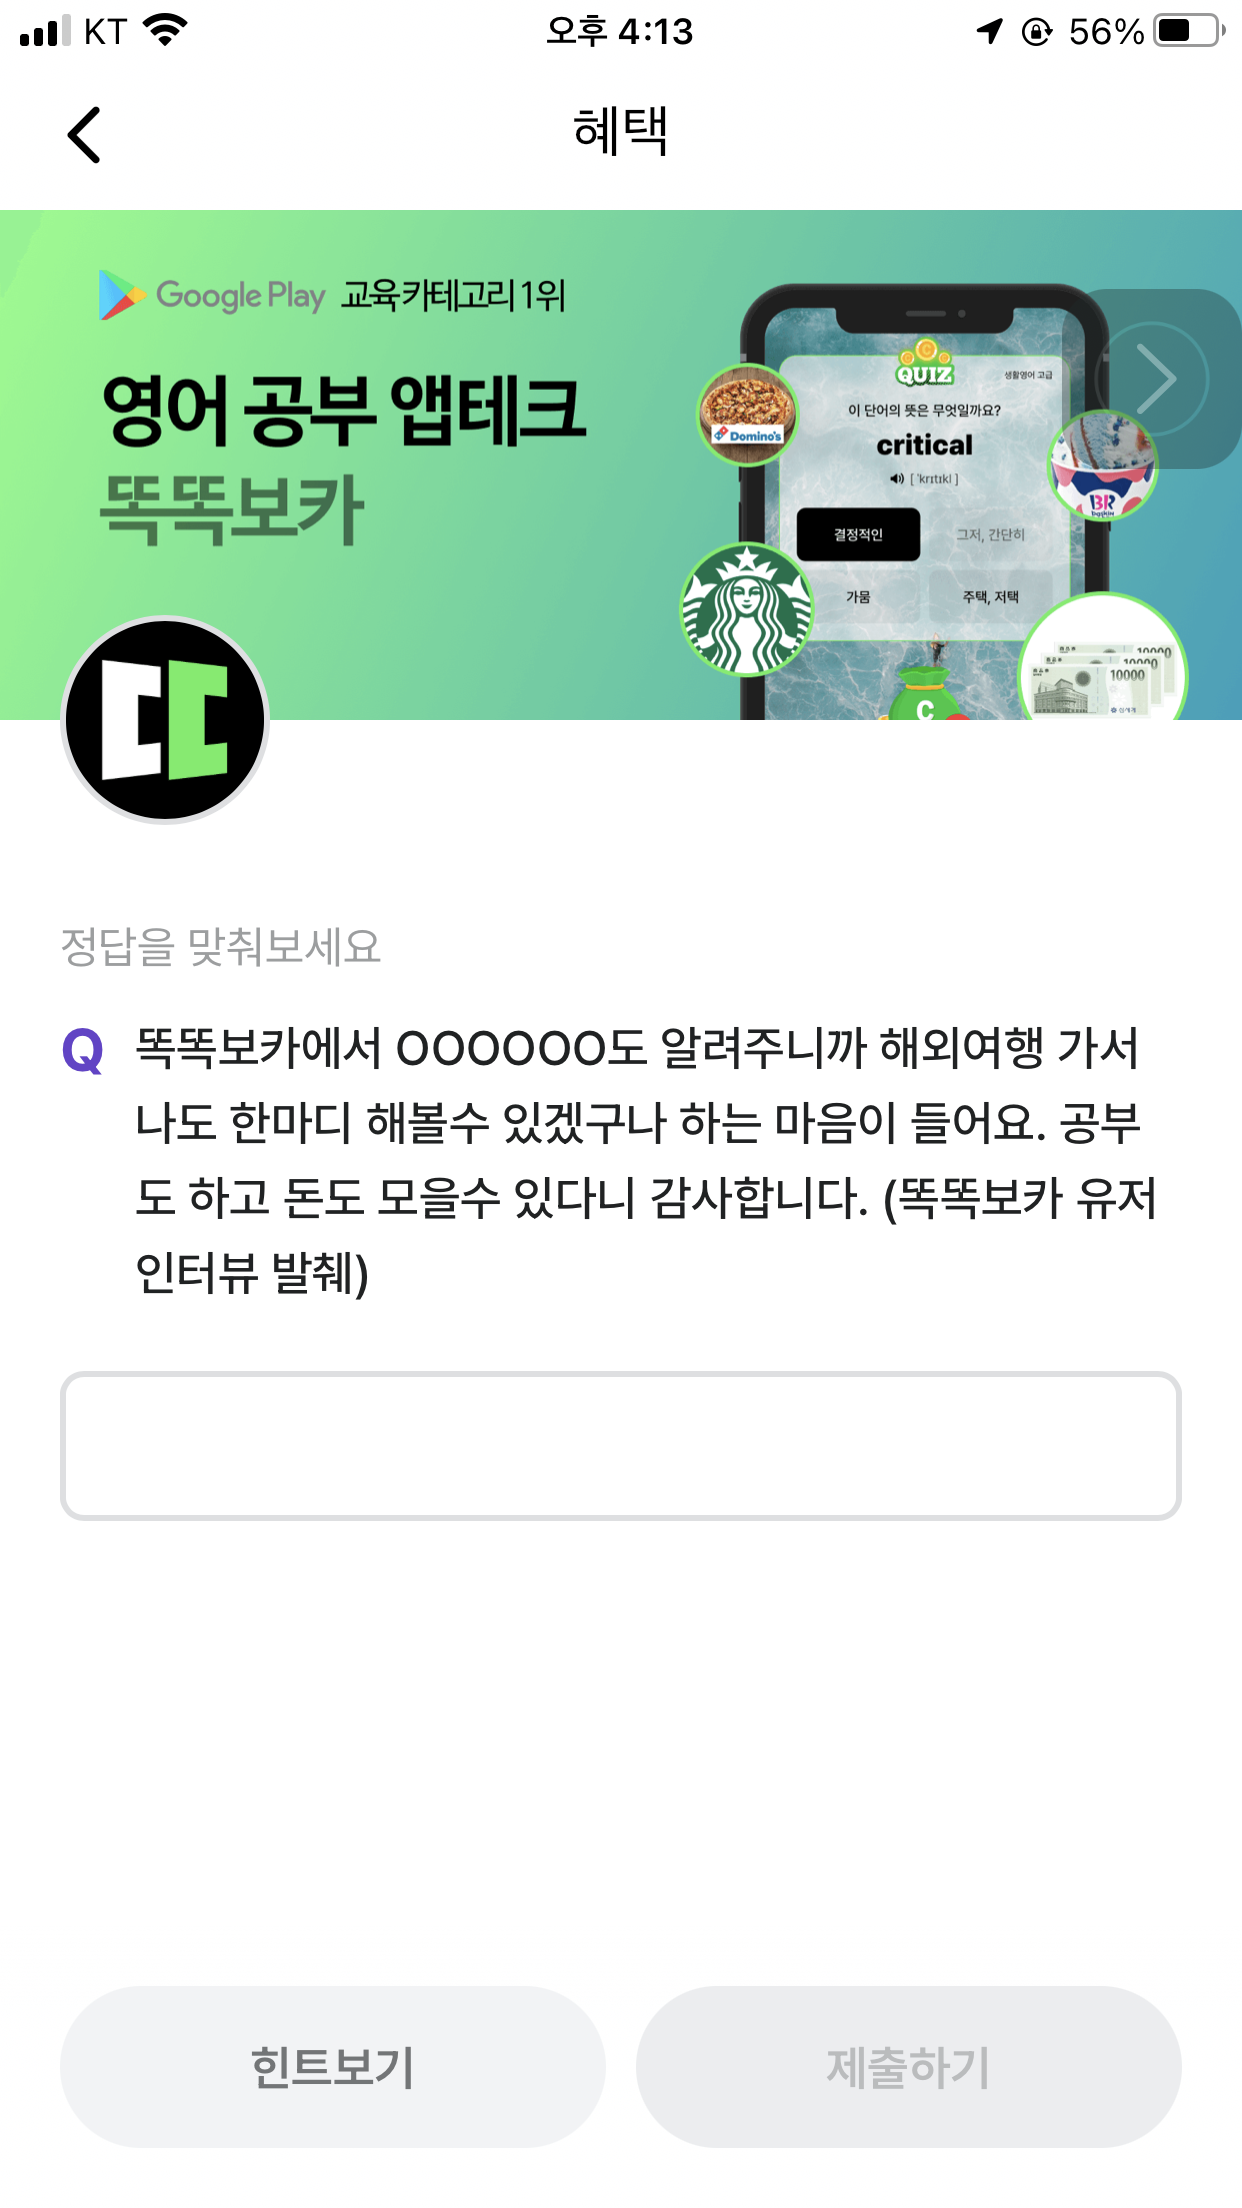 KT
오후 4:13
56%
혜택
Google Play 교육 카테고리 1위
영어 공부 앱테크
똑똑보카
QUIZ
생활영어 고급
이 단어의 뜻은 무엇일까요?
critical
[ 'krɪtɪkl ]
결정적인
그저, 간단히
가뭄
주택, 저택
Domino's
BR
C
10000
10000
10000
정답을 맞춰보세요
Q 똑똑보카에서 OOOOOO도 알려주니까 해외여행 가서
나도 한마디 해볼수 있겠구나 하는 마음이 들어요. 공부
도 하고 돈도 모을수 있다니 감사합니다. (똑똑보카 유저
인터뷰 발췌)
힌트보기
제출하기